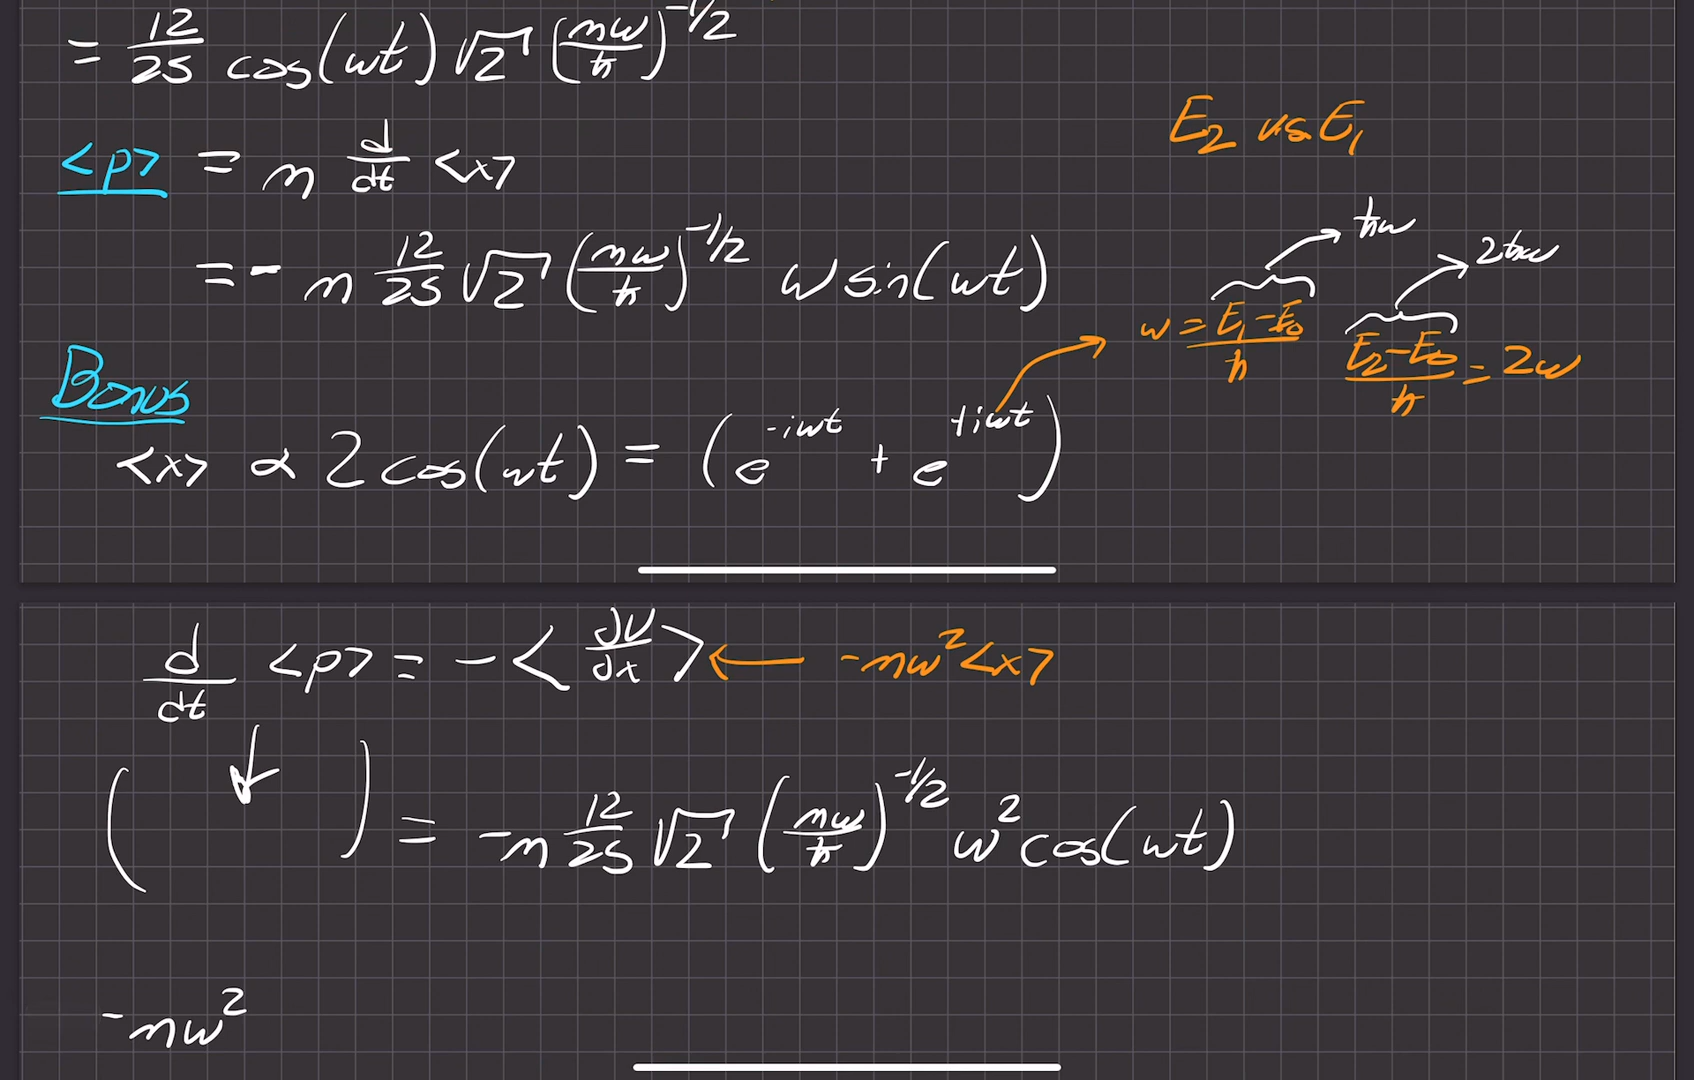 = 12/25 cos(ωt) √2 (mω/ħ)^-1/2
E₂ vs E₁
<p> = m d/dt <x>
ħω
2ħω
= - m 12/25 √2 (mω/ħ)^-1/2 ω sin(ωt)
ω = E₁-E₀/ħ
E₂-E₀/ħ = 2ω
Bonus
<x> ∝ 2 cos(ωt) = (e^-iωt + e^+iωt)
d/dt <p> = - <∂V/∂x> ← -mω²<x>
( ↓ ) = -m 12/25 √2 (mω/ħ)^-1/2 ω² cos(ωt)
-mω²